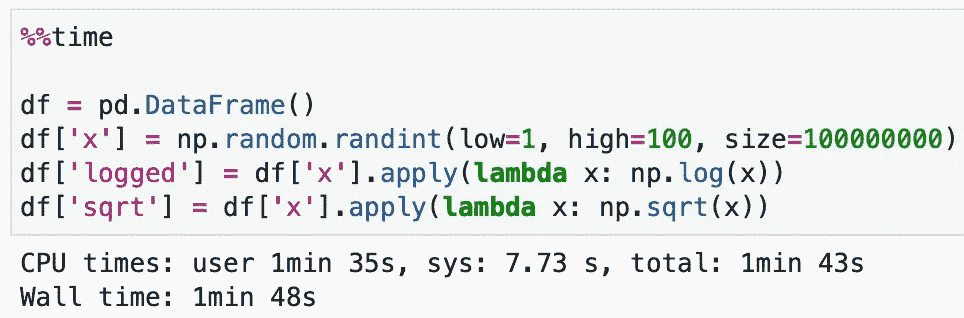 %%time
df = pd.DataFrame()
df['x'] = np.random.randint(low=1, high=100, size=100000000)
df['logged'] = df['x'].apply(lambda x: np.log(x))
df['sqrt'] = df['x'].apply(lambda x: np.sqrt(x))
CPU times: user 1min 35s, sys: 7.73 s, total: 1min 43s
Wall time: 1min 48s